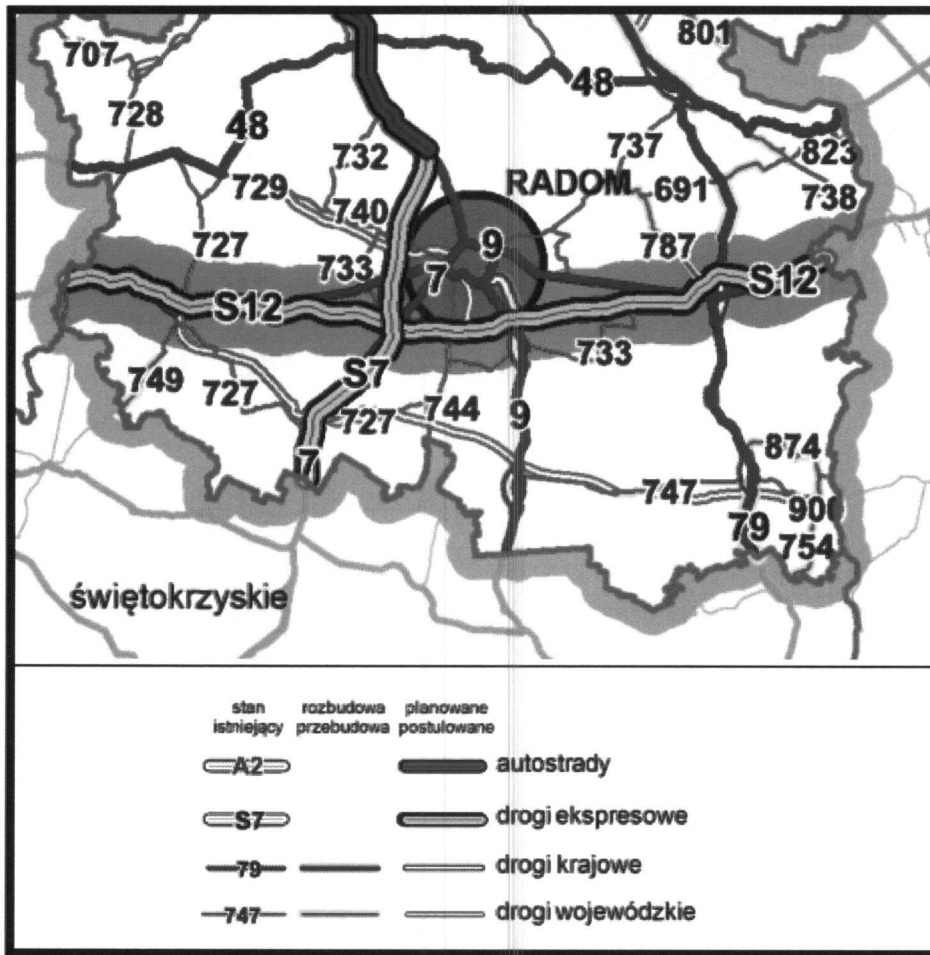 801
707
48
728
48
732
737
823
729
RADOM
691
738
740
727
9
787
733
7
S12
S12
733
749
S7
727
727
744
9
7
874
747
79
900
754
świętokrzyskie
stan istniejący
rozbudowa przebudowa
planowane postulowane
A2
autostrady
S7
drogi ekspresowe
79
drogi krajowe
747
drogi wojewódzkie